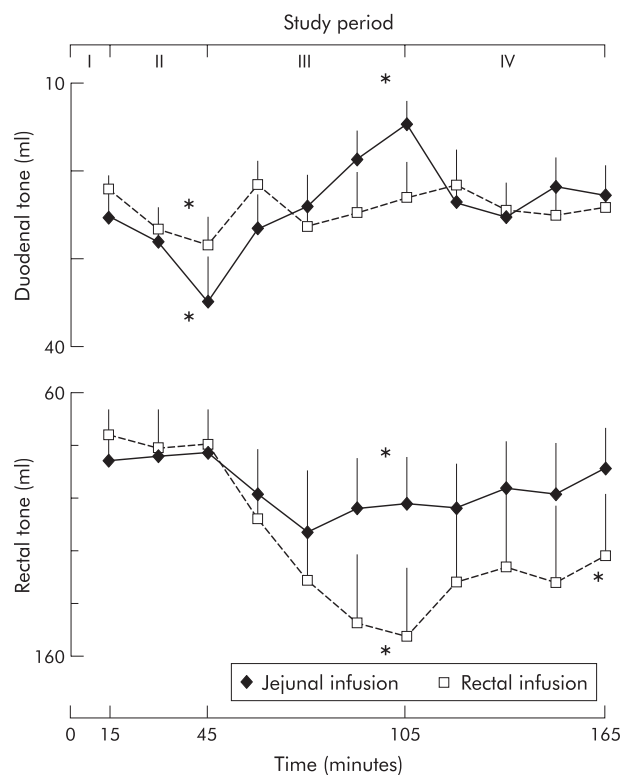 Study period
I II III IV
10
Duodenal tone (ml)
*
*
*
40
60
Rectal tone (ml)
*
*
*
160
Jejunal infusion Rectal infusion
0 15 45 105 165
Time (minutes)